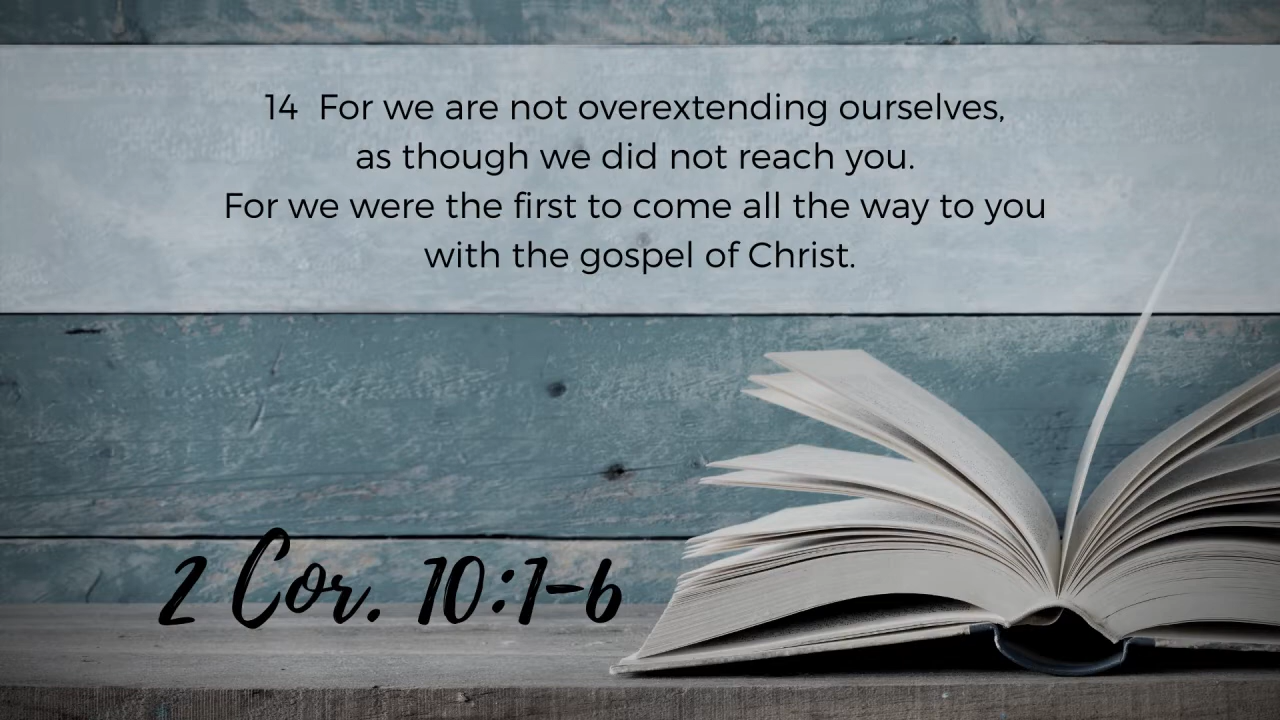 14  For we are not overextending ourselves,
as though we did not reach you.
For we were the first to come all the way to you
with the gospel of Christ.
2 Cor. 10:1-6